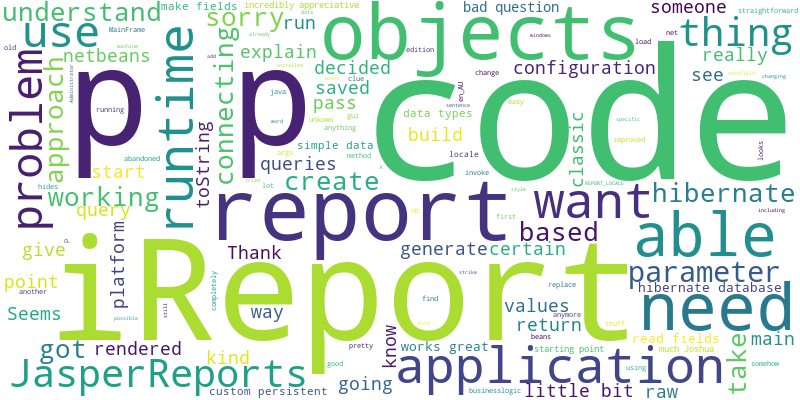 understand
make fields
sorry
run
incredibly appreciative
objects
bad question
someone
straightforward
old
MainFrame
use
thing
data
netbeans
explain
edition
load
net
really
problem
p
p
code
approach
Administrator
runtime
connecting
decided
saved
pass
configuration
see
machine
windows
add
installed
change
en_AU
clue
java
data types
changing
running
word
gui
unkown
anything
easy
sentence
build
classic
specific
improved
looks
toString
simple data
method
locale
abandoned
start
queries
args
x
invoke
hides
working
create
lot
REPORT_LOCALE
hibernate
query
report
want
able
style
including
give
platform
Thank
based
parameter
first
nb
generate
certain
point
iReport
need
hibernate database
another
completely
way
find
strike
replace
values
Seems
return
anymore
stuff
read fields
main
possible
still
got
rendered
kind
pretty
know
works great
beans
starting point
much Joshua
take
JasperReports
good
using
somehow
custom persistent
going
application
businesslogic
little bit
raw